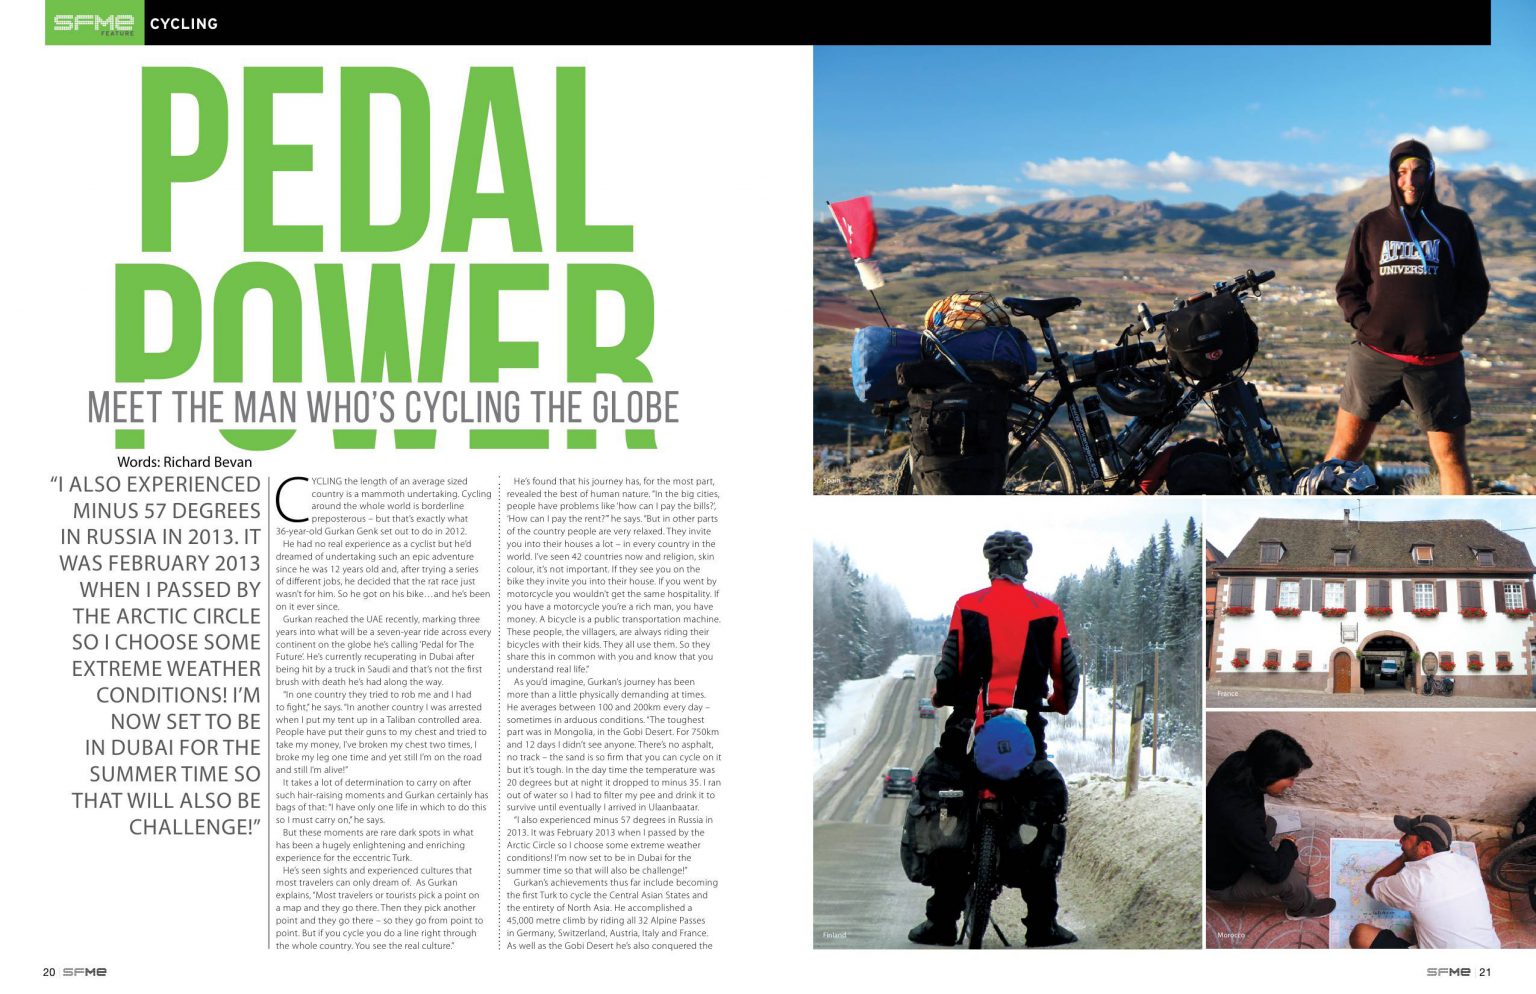 SFMe
FEATURE
CYCLING
PEDAL
POWER
MEET THE MAN WHO'S CYCLING THE GLOBE
Words: Richard Bevan
"I ALSO EXPERIENCED
MINUS 57 DEGREES
IN RUSSIA IN 2013. IT
WAS FEBRUARY 2013
WHEN I PASSED BY
THE ARCTIC CIRCLE
SO I CHOOSE SOME
EXTREME WEATHER
CONDITIONS! I'M
NOW SET TO BE
IN DUBAI FOR THE
SUMMER TIME SO
THAT WILL ALSO BE
CHALLENGE!"
CYCLING the length of an average sized
country is a mammoth undertaking. Cycling
around the whole world is borderline
preposterous – but that's exactly what
36-year-old Gurkan Genk set out to do in 2012.
He had no real experience as a cyclist but he'd
dreamed of undertaking such an epic adventure
since he was 12 years old and, after trying a series
of different jobs, he decided that the rat race just
wasn't for him. So he got on his bike…and he's been
on it ever since.
Gurkan reached the UAE recently, marking three
years into what will be a seven-year ride across every
continent on the globe he's calling 'Pedal for The
Future'. He's currently recuperating in Dubai after
being hit by a truck in Saudi and that's not the first
brush with death he's had along the way.
"In one country they tried to rob me and I had
to fight," he says. "In another country I was arrested
when I put my tent up in a Taliban controlled area.
People have put their guns to my chest and tried to
take my money, I've broken my chest two times, I
broke my leg one time and yet still I'm on the road
and still I'm alive!"
It takes a lot of determination to carry on after
such hair-raising moments and Gurkan certainly has
bags of that: "I have only one life in which to do this
so I must carry on," he says.
But these moments are rare dark spots in what
has been a hugely enlightening and enriching
experience for the eccentric Turk.
He's seen sights and experienced cultures that
most travelers can only dream of. As Gurkan
explains, "Most travelers or tourists pick a point on
a map and they go there. Then they pick another
point and they go there – so they go from point to
point. But if you cycle you do a line right through
the whole country. You see the real culture."
He's found that his journey has, for the most part,
revealed the best of human nature. "In the big cities,
people have problems like 'how can I pay the bills?',
'How can I pay the rent?'" he says. "But in other parts
of the country people are very relaxed. They invite
you into their houses a lot – in every country in the
world. I've seen 42 countries now and religion, skin
colour, it's not important. If they see you on the
bike they invite you into their house. If you went by
motorcycle you wouldn't get the same hospitality. If
you have a motorcycle you're a rich man, you have
money. A bicycle is a public transportation machine.
These people, the villagers, are always riding their
bicycles with their kids. They all use them. So they
share this in common with you and know that you
understand real life."
As you'd imagine, Gurkan's journey has been
more than a little physically demanding at times.
He averages between 100 and 200km every day –
sometimes in arduous conditions. "The toughest
part was in Mongolia, in the Gobi Desert. For 750km
and 12 days I didn't see anyone. There's no asphalt,
no track – the sand is so firm that you can cycle on it
but it's tough. In the day time the temperature was
20 degrees but at night it dropped to minus 35. I ran
out of water so I had to filter my pee and drink it to
survive until eventually I arrived in Ulaanbaatar.
"I also experienced minus 57 degrees in Russia in
2013. It was February 2013 when I passed by the
Arctic Circle so I choose some extreme weather
conditions! I'm now set to be in Dubai for the
summer time so that will also be challenge!"
Gurkan's achievements thus far include becoming
the first Turk to cycle the Central Asian States and
the entirety of North Asia. He accomplished a
45,000 metre climb by riding all 32 Alpine Passes
in Germany, Switzerland, Austria, Italy and France.
As well as the Gobi Desert he's also conquered the
ATILIM
UNIVERSITY
Spain
Finland
France
Morocco
20 SFMe
SFMe 21